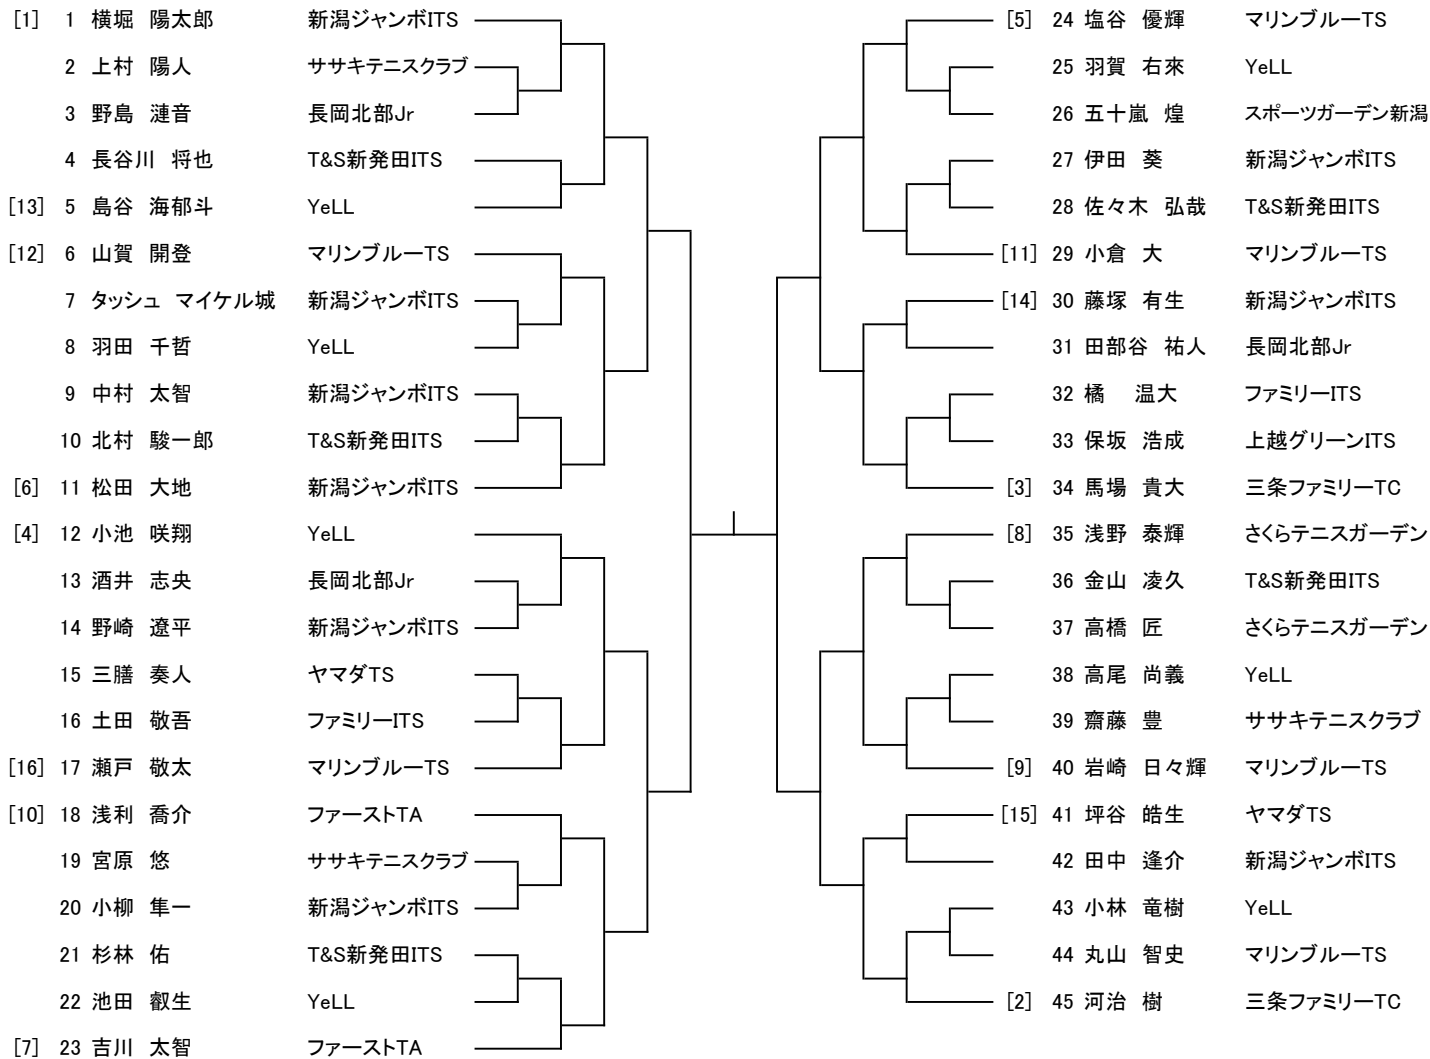 [1] 1 横堀 陽太郎 新潟ジャンボITS
2 上村 陽人 ササキテニスクラブ
3 野島 漣音 長岡北部Jr
4 長谷川 将也 T&S新発田ITS
[13] 5 島谷 海郁斗 YeLL
[12] 6 山賀 開登 マリンブルーTS
7 タッシュ マイケル城 新潟ジャンボITS
8 羽田 千哲 YeLL
9 中村 太智 新潟ジャンボITS
10 北村 駿一郎 T&S新発田ITS
[6] 11 松田 大地 新潟ジャンボITS
[4] 12 小池 咲翔 YeLL
13 酒井 志央 長岡北部Jr
14 野崎 遼平 新潟ジャンボITS
15 三膳 奏人 ヤマダTS
16 土田 敬吾 ファミリーITS
[16] 17 瀬戸 敬太 マリンブルーTS
[10] 18 浅利 喬介 ファーストTA
19 宮原 悠 ササキテニスクラブ
20 小柳 隼一 新潟ジャンボITS
21 杉林 佑 T&S新発田ITS
22 池田 叡生 YeLL
[7] 23 吉川 太智 ファーストTA
[5] 24 塩谷 優輝 マリンブルーTS
25 羽賀 右來 YeLL
26 五十嵐 煌 スポーツガーデン新潟
27 伊田 葵 新潟ジャンボITS
28 佐々木 弘哉 T&S新発田ITS
[11] 29 小倉 大 マリンブルーTS
[14] 30 藤塚 有生 新潟ジャンボITS
31 田部谷 祐人 長岡北部Jr
32 橘 温大 ファミリーITS
33 保坂 浩成 上越グリーンITS
[3] 34 馬場 貴大 三条ファミリーTC
[8] 35 浅野 泰輝 さくらテニスガーデン
36 金山 凌久 T&S新発田ITS
37 高橋 匠 さくらテニスガーデン
38 高尾 尚義 YeLL
39 齋藤 豊 ササキテニスクラブ
[9] 40 岩崎 日々輝 マリンブルーTS
[15] 41 坪谷 皓生 ヤマダTS
42 田中 逢介 新潟ジャンボITS
43 小林 竜樹 YeLL
44 丸山 智史 マリンブルーTS
[2] 45 河治 樹 三条ファミリーTC